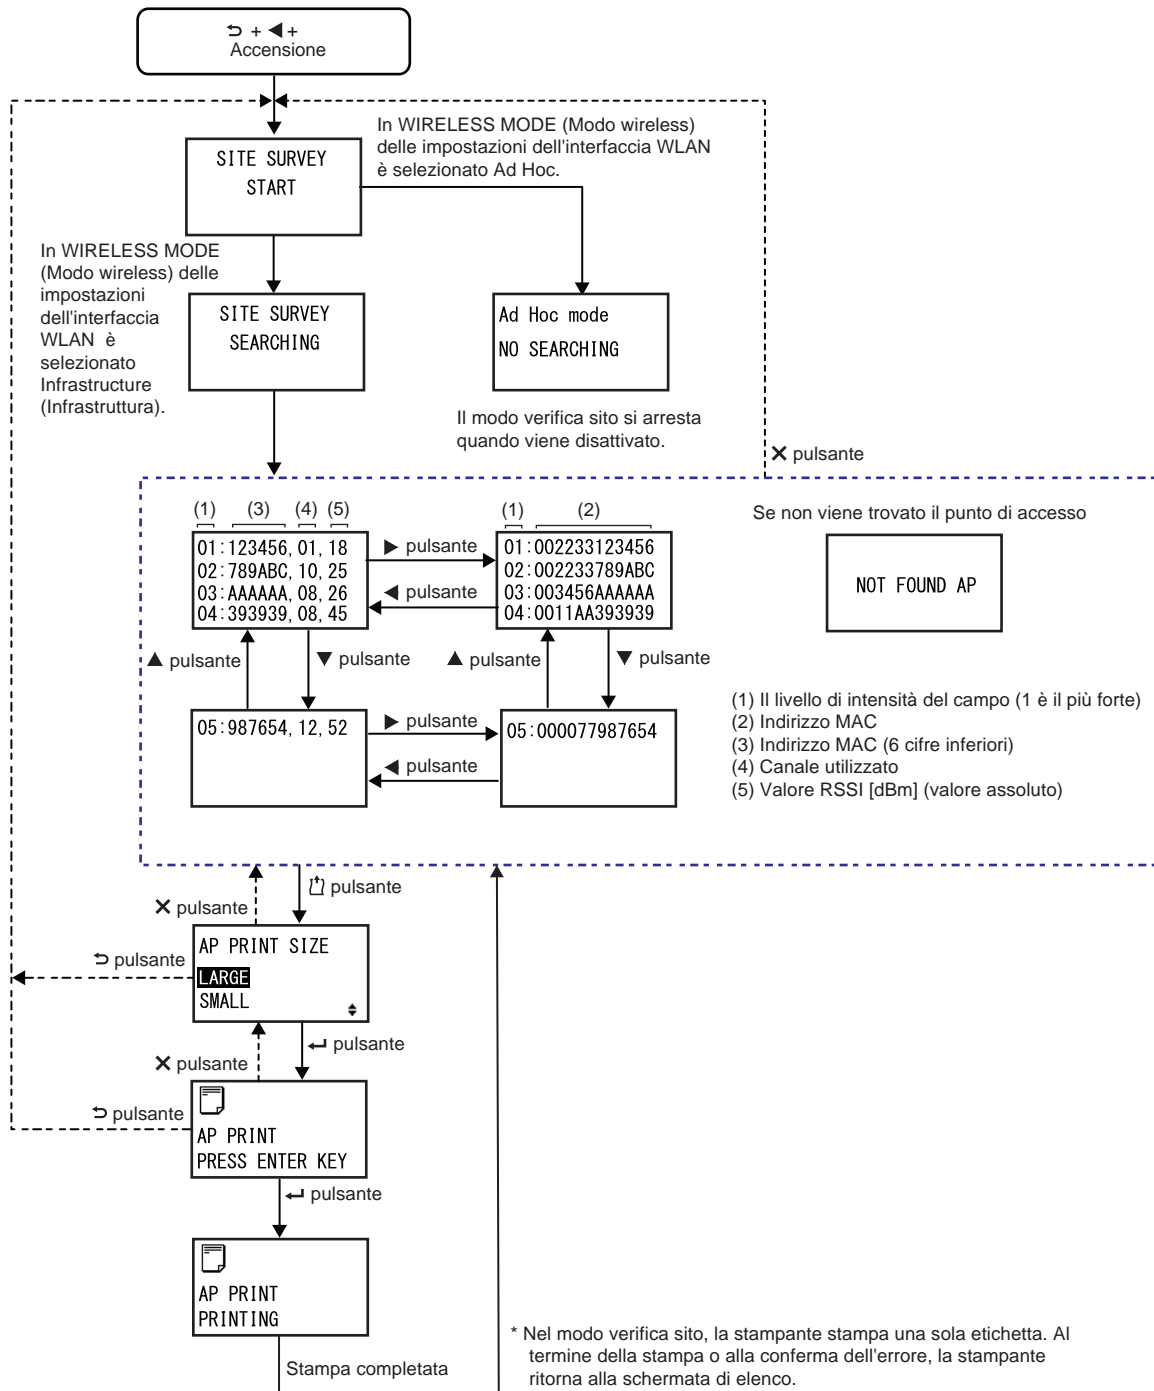 ⮌ + ◀ +
Accensione
In WIRELESS MODE (Modo wireless)
delle impostazioni dell'interfaccia WLAN
è selezionato Ad Hoc.
SITE SURVEY
START
In WIRELESS MODE
(Modo wireless) delle
impostazioni
dell'interfaccia
WLAN è
selezionato
Infrastructure
(Infrastruttura).
SITE SURVEY
SEARCHING
Ad Hoc mode
NO SEARCHING
Il modo verifica sito si arresta
quando viene disattivato.
✕ pulsante
(1) (3) (4) (5)
01:123456,01,18
02:789ABC,10,25
03:AAAAAA,08,26
04:393939,08,45
▶ pulsante
◀ pulsante
(1) (2)
01:002233123456
02:002233789ABC
03:003456AAAAAA
04:0011AA393939
Se non viene trovato il punto di accesso
NOT FOUND AP
▲ pulsante
▼ pulsante
▲ pulsante
▼ pulsante
05:987654,12,52
▶ pulsante
◀ pulsante
05:000077987654
(1) Il livello di intensità del campo (1 è il più forte)
(2) Indirizzo MAC
(3) Indirizzo MAC (6 cifre inferiori)
(4) Canale utilizzato
(5) Valore RSSI [dBm] (valore assoluto)
pulsante
✕ pulsante
⮌ pulsante
AP PRINT SIZE
LARGE
SMALL
↵ pulsante
✕ pulsante
⮌ pulsante
AP PRINT
PRESS ENTER KEY
↵ pulsante
AP PRINT
PRINTING
Stampa completata
* Nel modo verifica sito, la stampante stampa una sola etichetta. Al
termine della stampa o alla conferma dell'errore, la stampante
ritorna alla schermata di elenco.